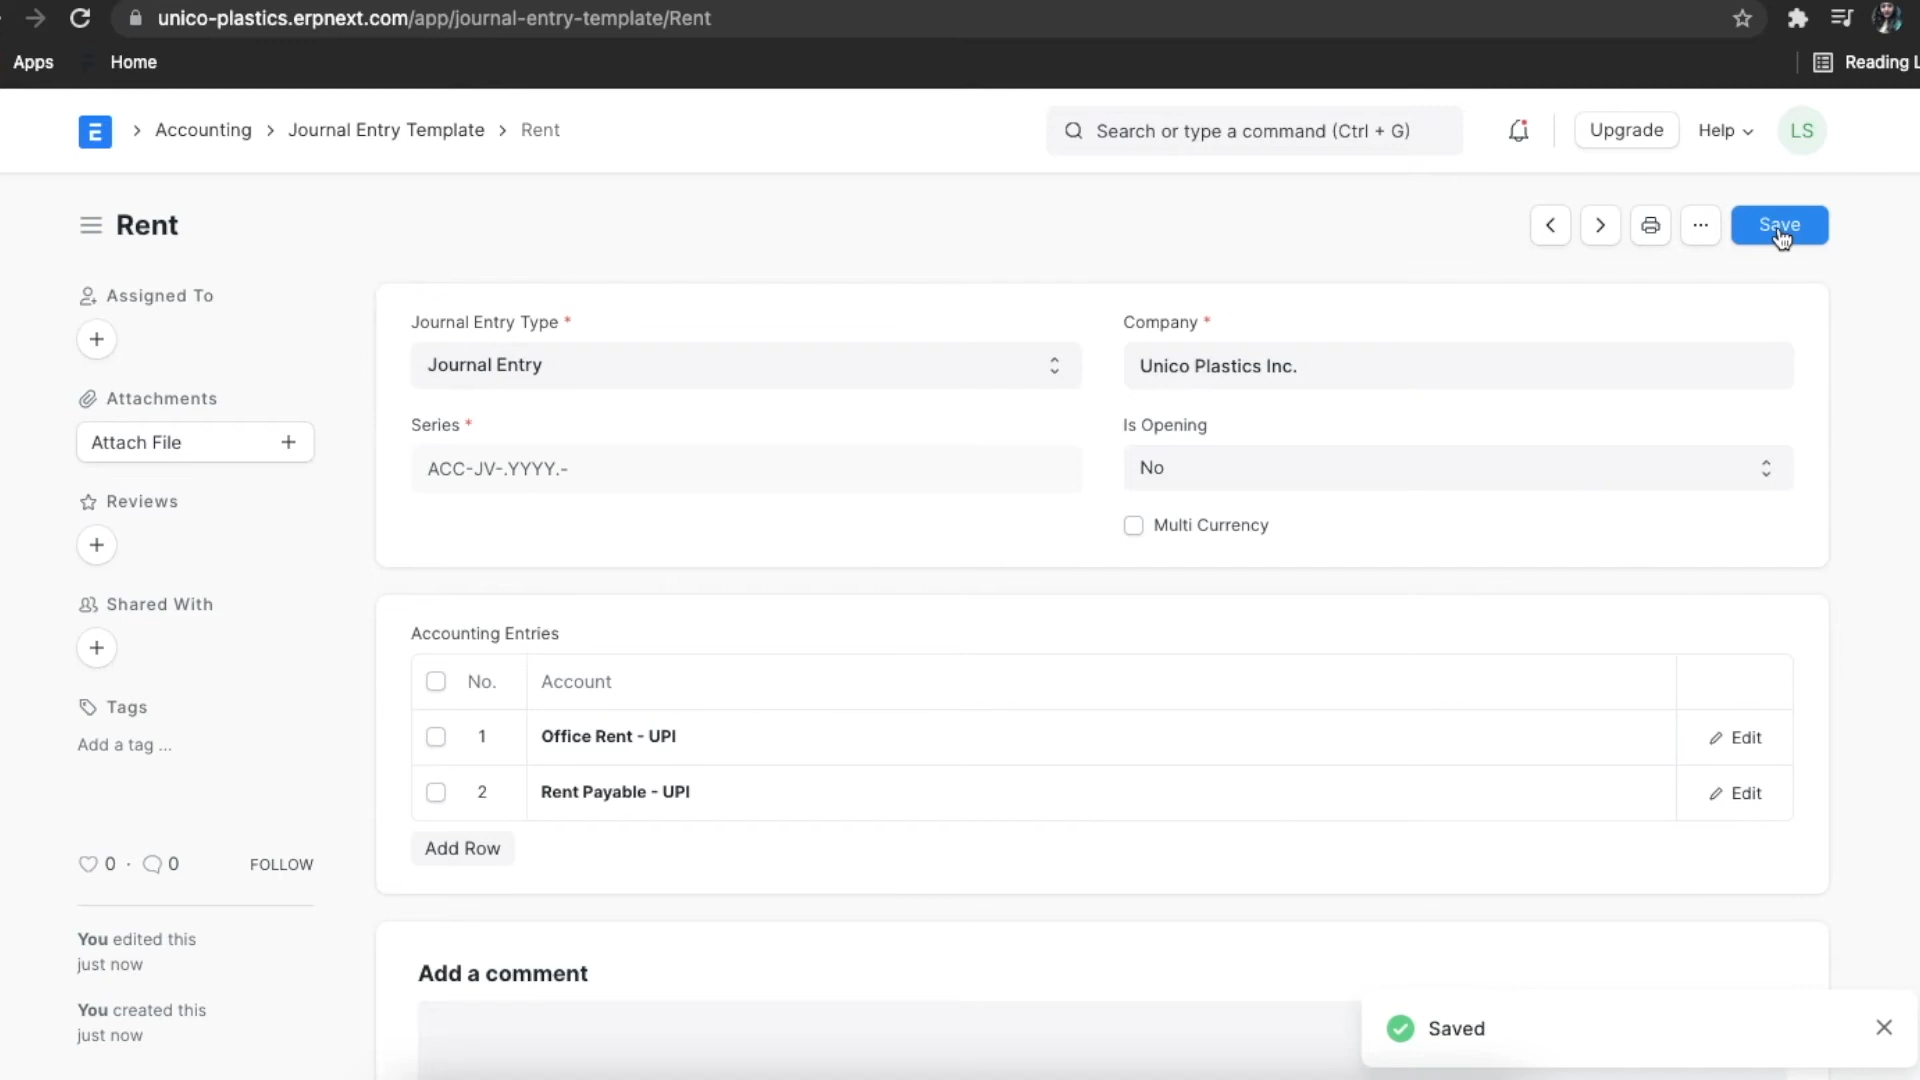 unico-plastics.erpnext.com/app/journal-entry-template/Rent
Apps Home Reading L
E Accounting Journal Entry Template Rent Search or type a command (Ctrl + G) Upgrade Help LS
Rent Save
Assigned To
Attachments
Attach File
Reviews
Shared With
Tags
Add a tag ...
0 · 0 FOLLOW
You edited this
just now
You created this
just now
Journal Entry Type * Company *
Journal Entry Unico Plastics Inc.
Series * Is Opening
ACC-JV-.YYYY.- No
Multi Currency
Accounting Entries
No. Account
1 Office Rent - UPI Edit
2 Rent Payable - UPI Edit
Add Row
Add a comment
Saved